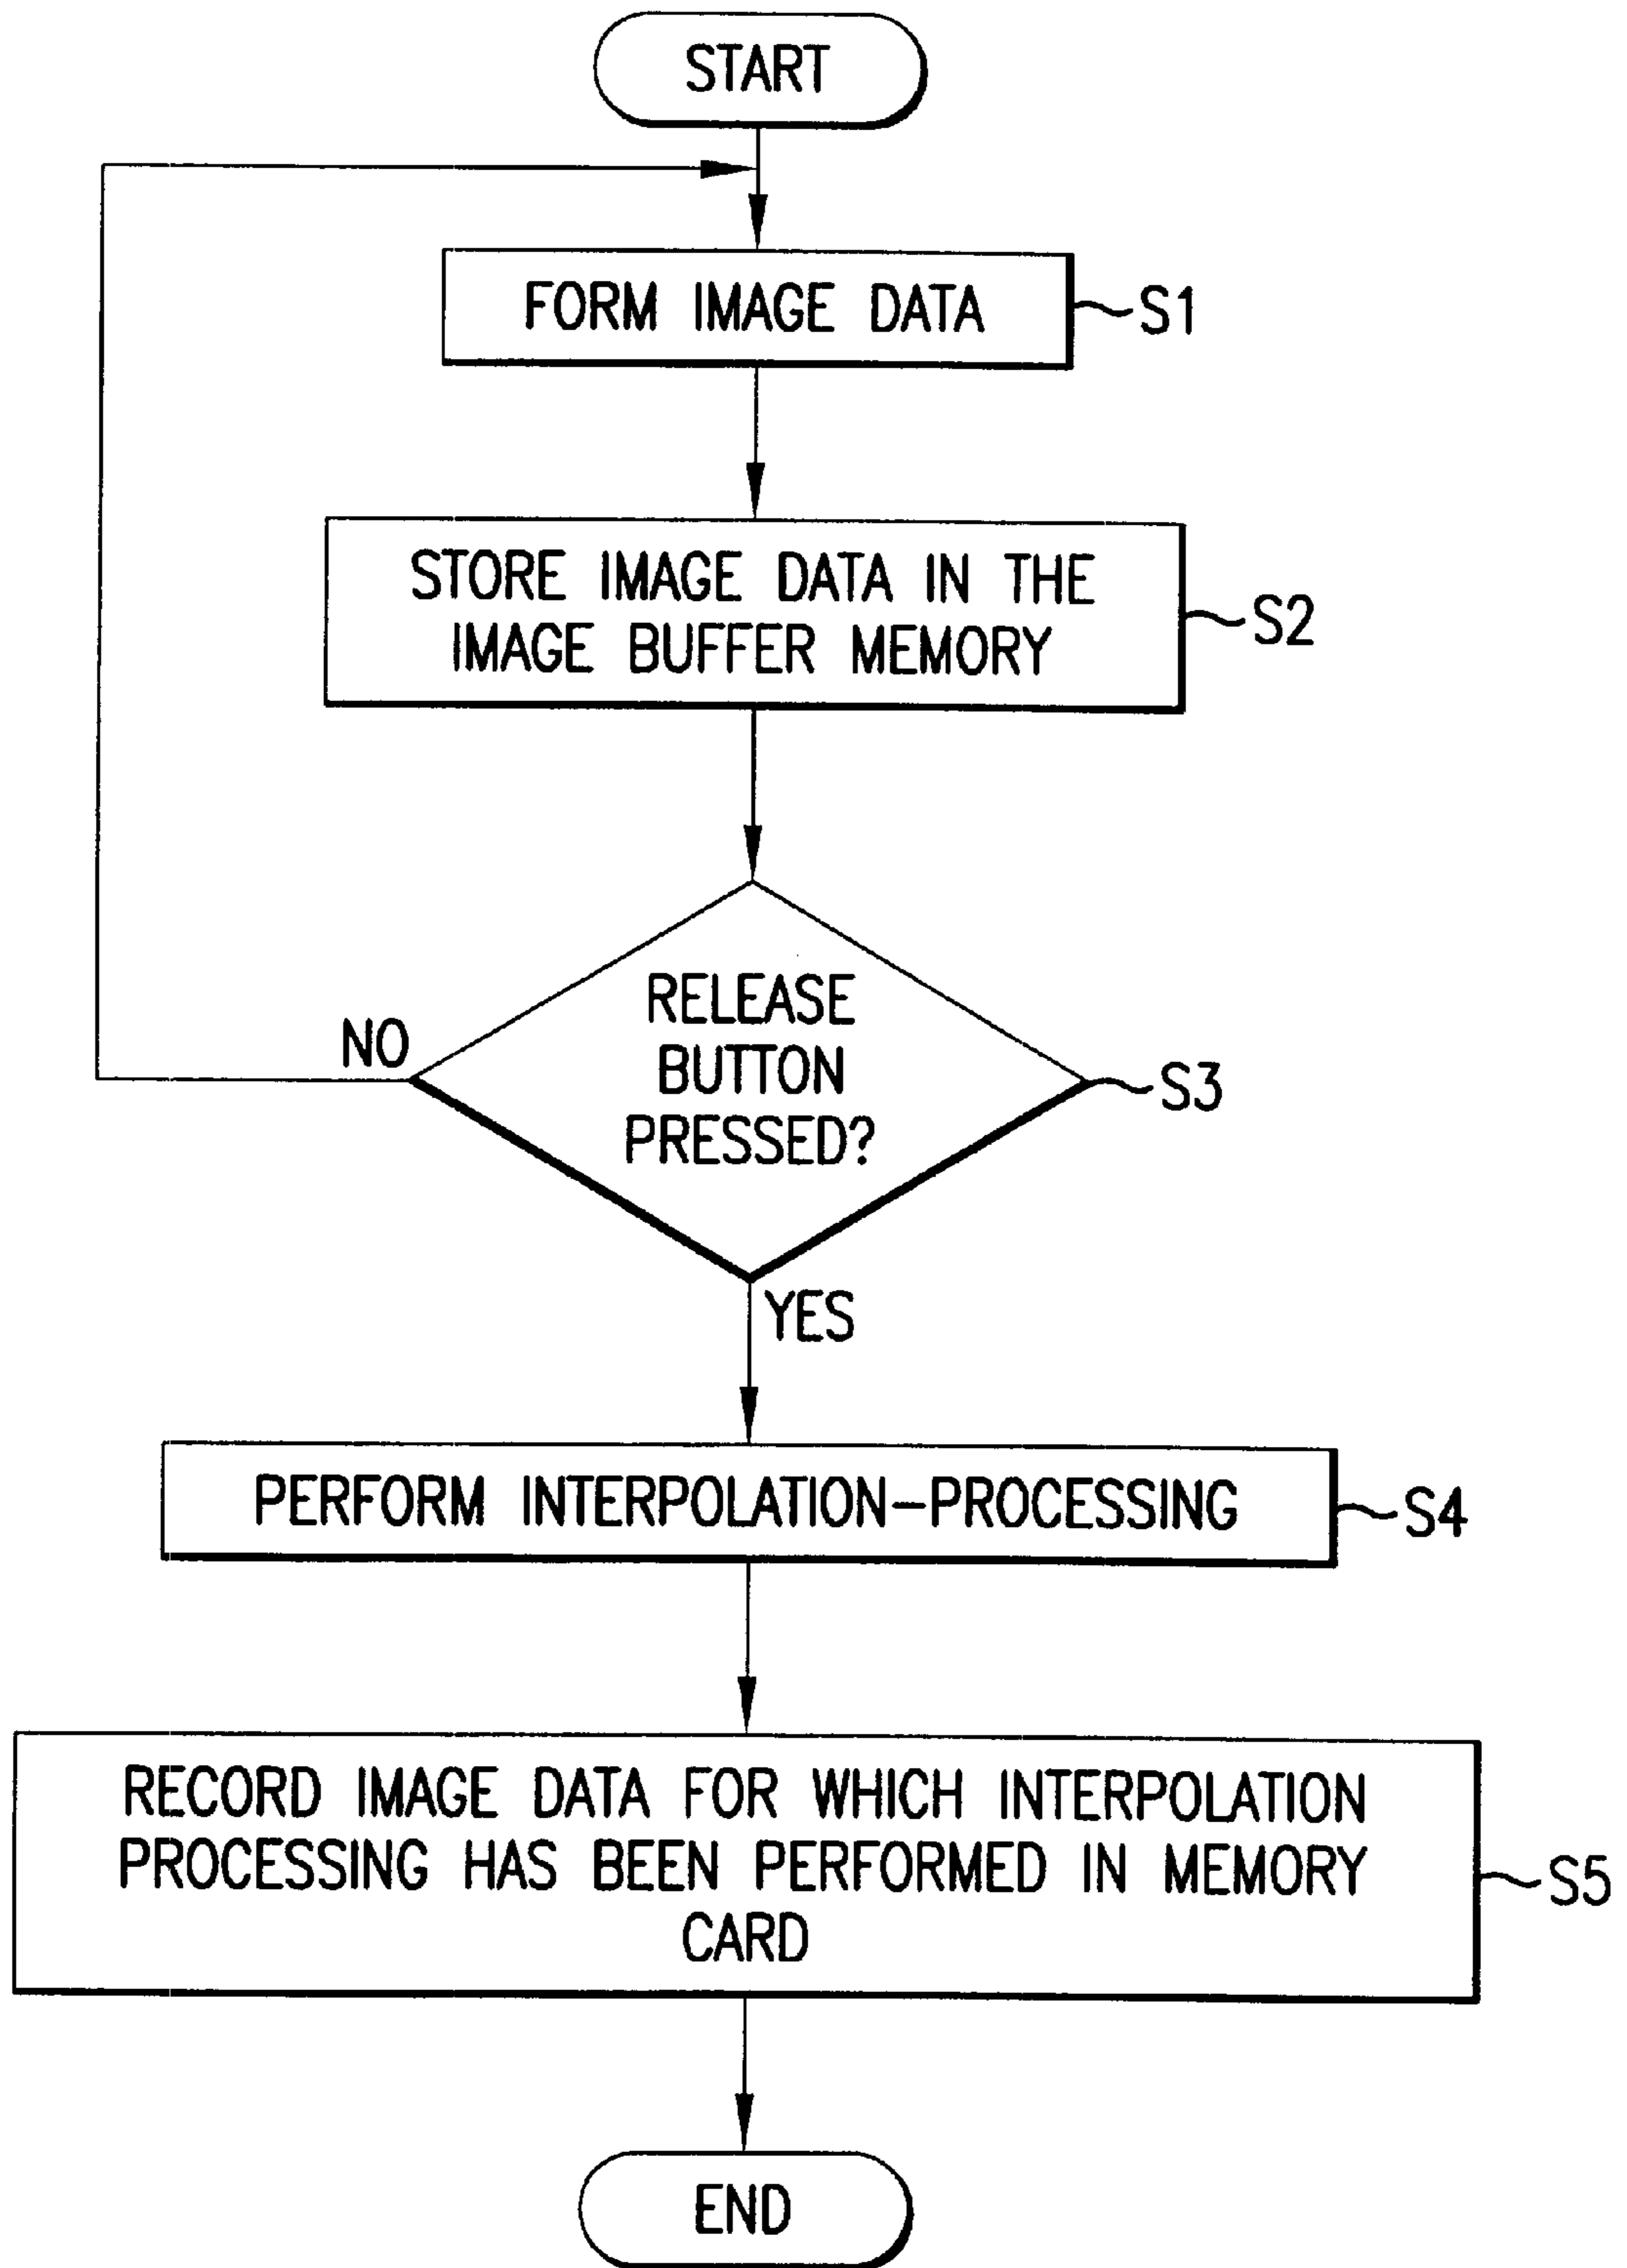 START
FORM IMAGE DATA
S1
STORE IMAGE DATA IN THE
IMAGE BUFFER MEMORY
S2
RELEASE
BUTTON
PRESSED?
NO
S3
YES
PERFORM INTERPOLATION-PROCESSING
S4
RECORD IMAGE DATA FOR WHICH INTERPOLATION
PROCESSING HAS BEEN PERFORMED IN MEMORY
CARD
S5
END